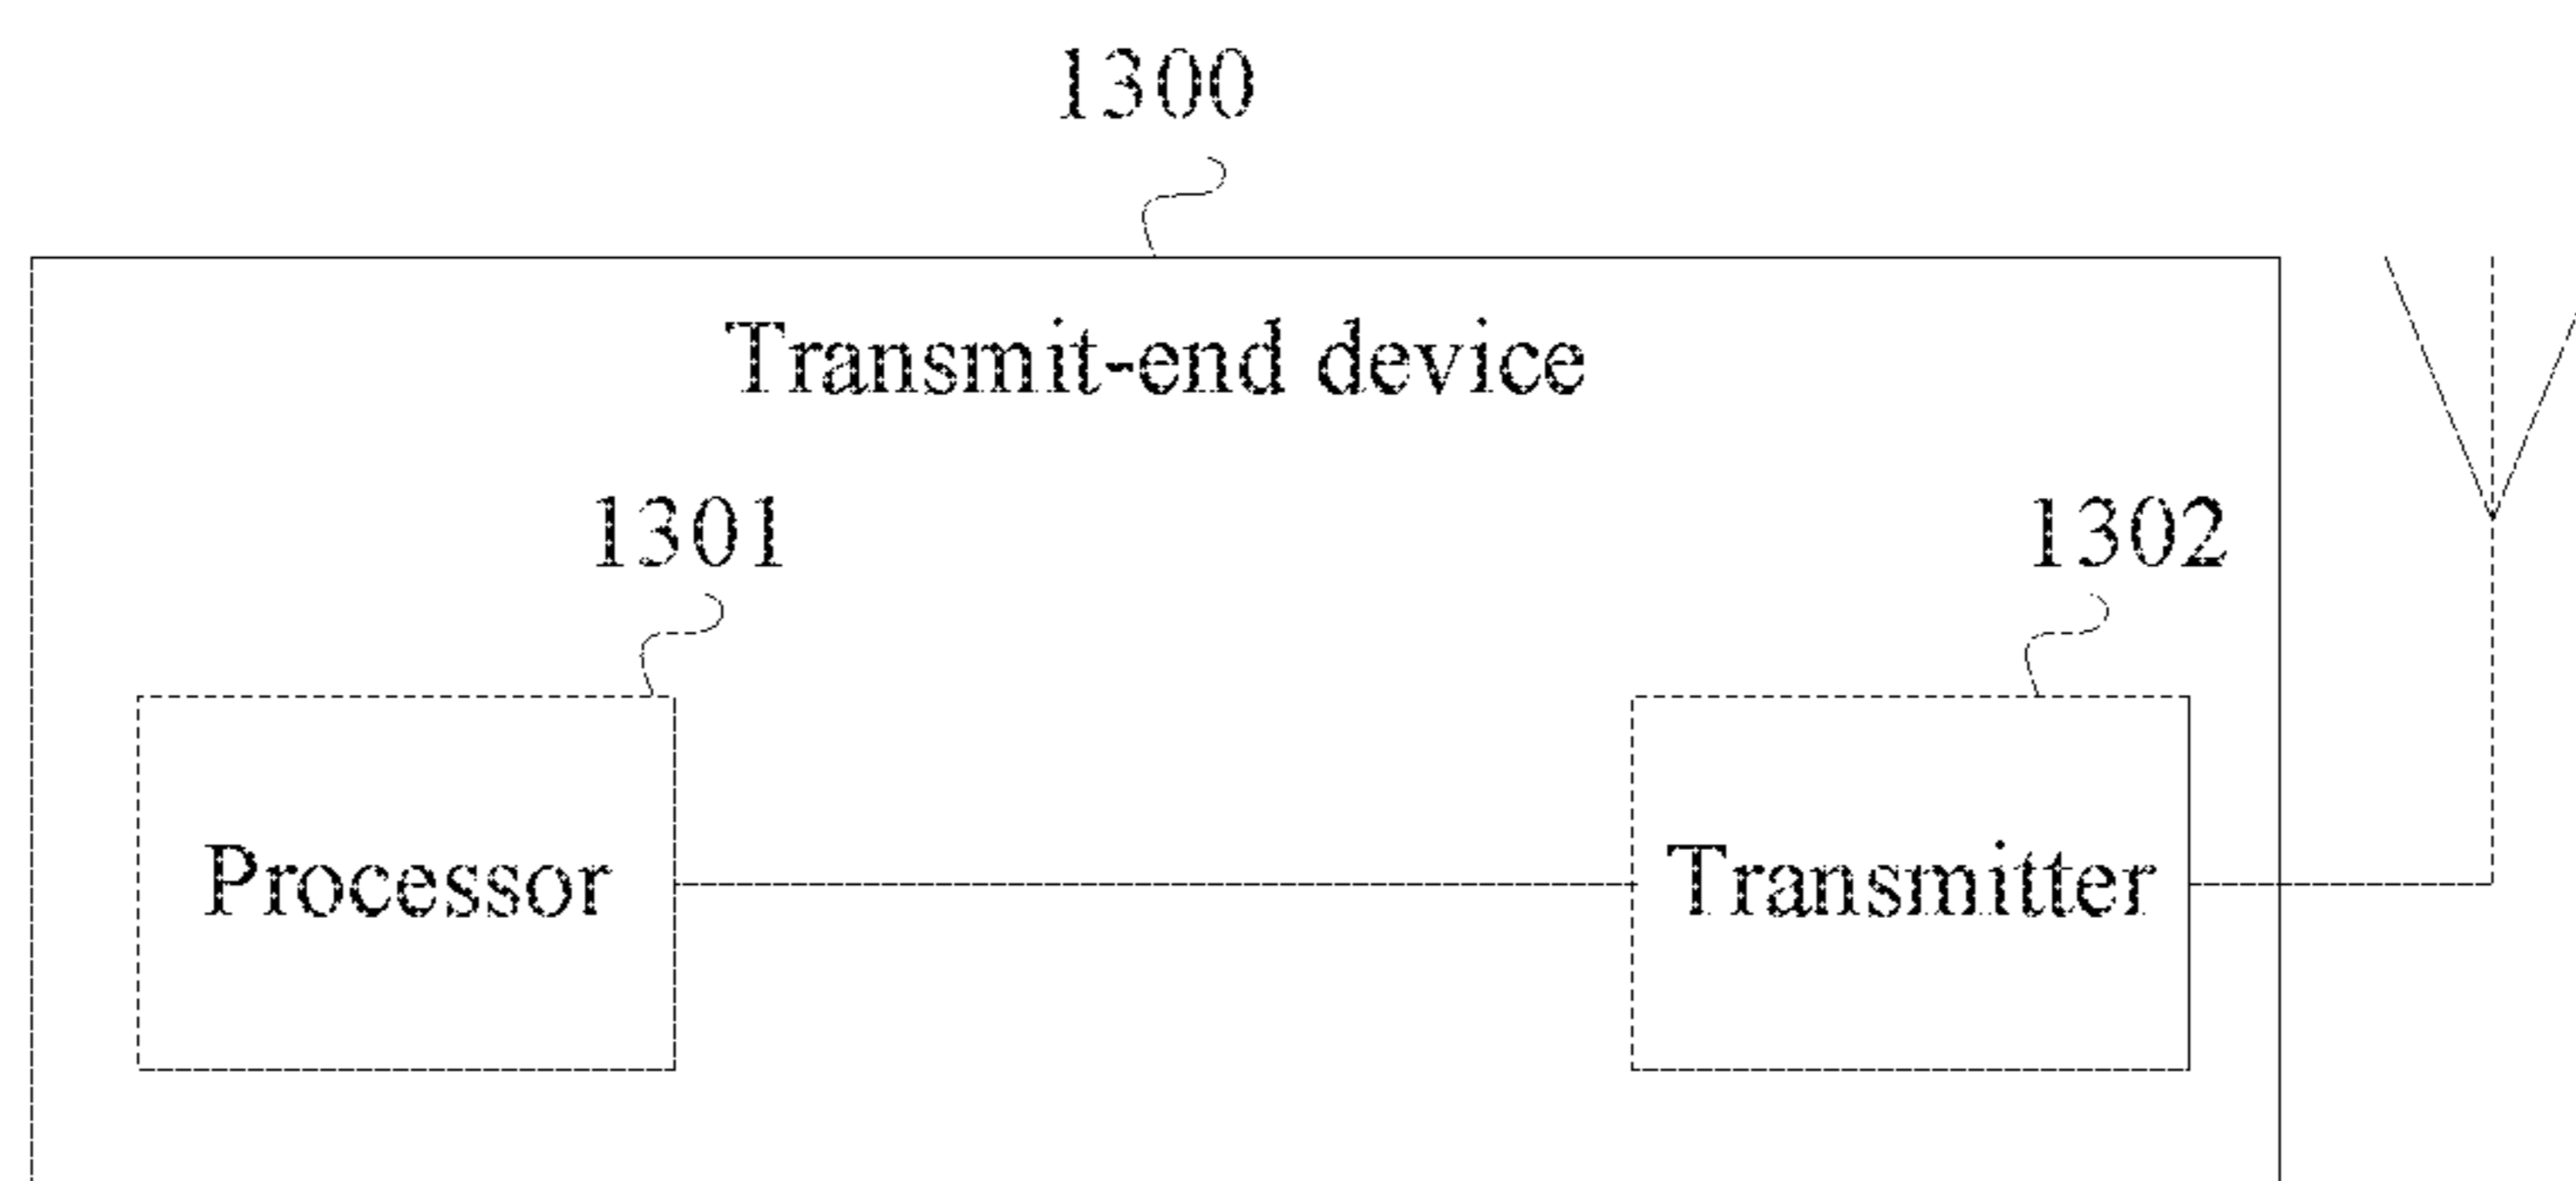 1300
Transmit-end device
1301
1302
Processor
Transmitter